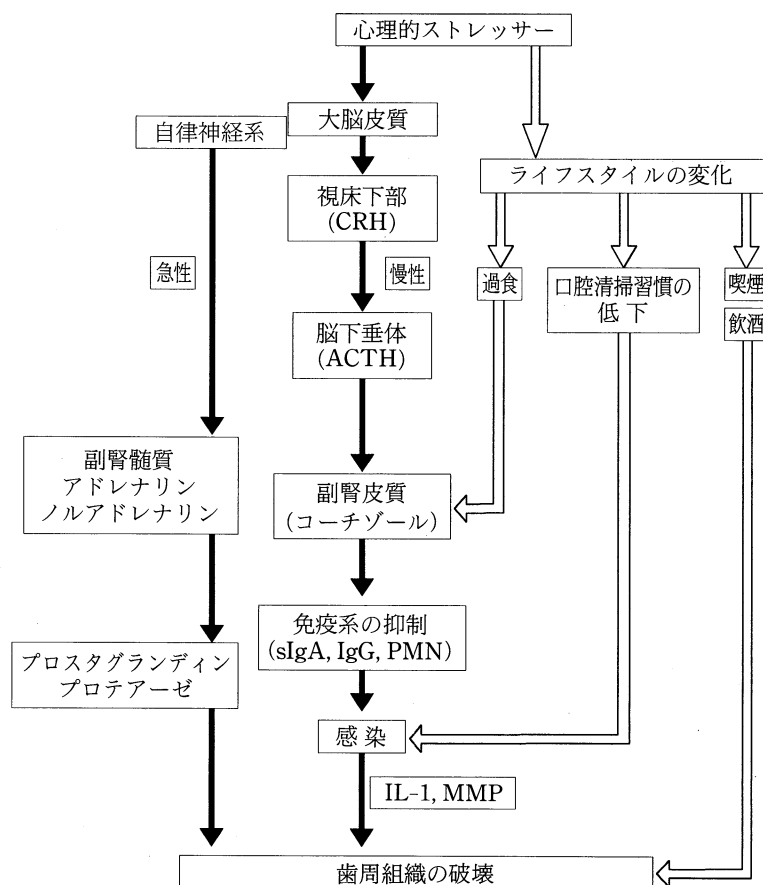 心理的ストレッサー
自律神経系
大脳皮質
ライフスタイルの変化
視床下部
(CRH)
急性
慢性
過食
口腔清掃習慣の
低下
喫煙
飲酒
脳下垂体
(ACTH)
副腎髄質
アドレナリン
ノルアドレナリン
副腎皮質
(コーチゾール)
免疫系の抑制
(sIgA, IgG, PMN)
プロスタグランディン
プロテアーゼ
感染
IL-1, MMP
歯周組織の破壊